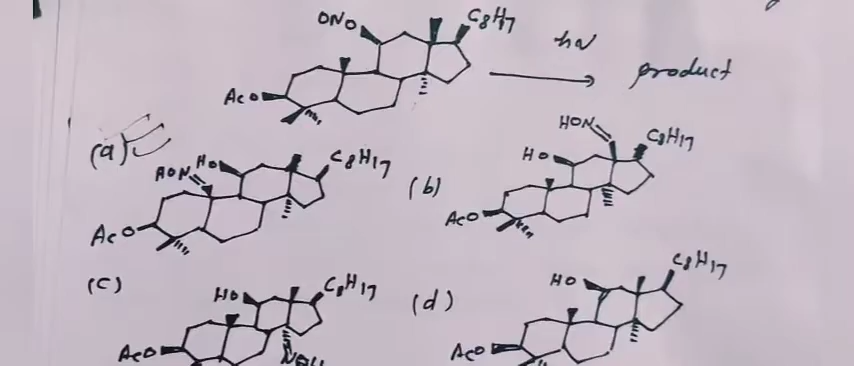 ONO C8H17
hν
AcO product
(a) HON HO C8H17
AcO
(b) HON C8H17
HO
AcO
(c) HO C8H17
AcO NOH
(d) HO C8H17
AcO